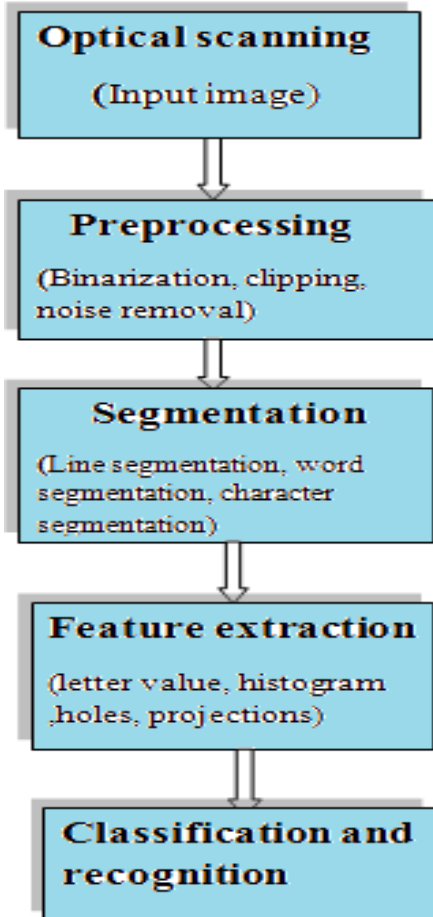 Optical scanning
(Input image)
Preprocessing
(Binarization, clipping,
noise removal)
Segmentation
(Line segmentation, word
segmentation, character
segmentation)
Feature extraction
(letter value, histogram
,holes, projections)
Classification and
recognition